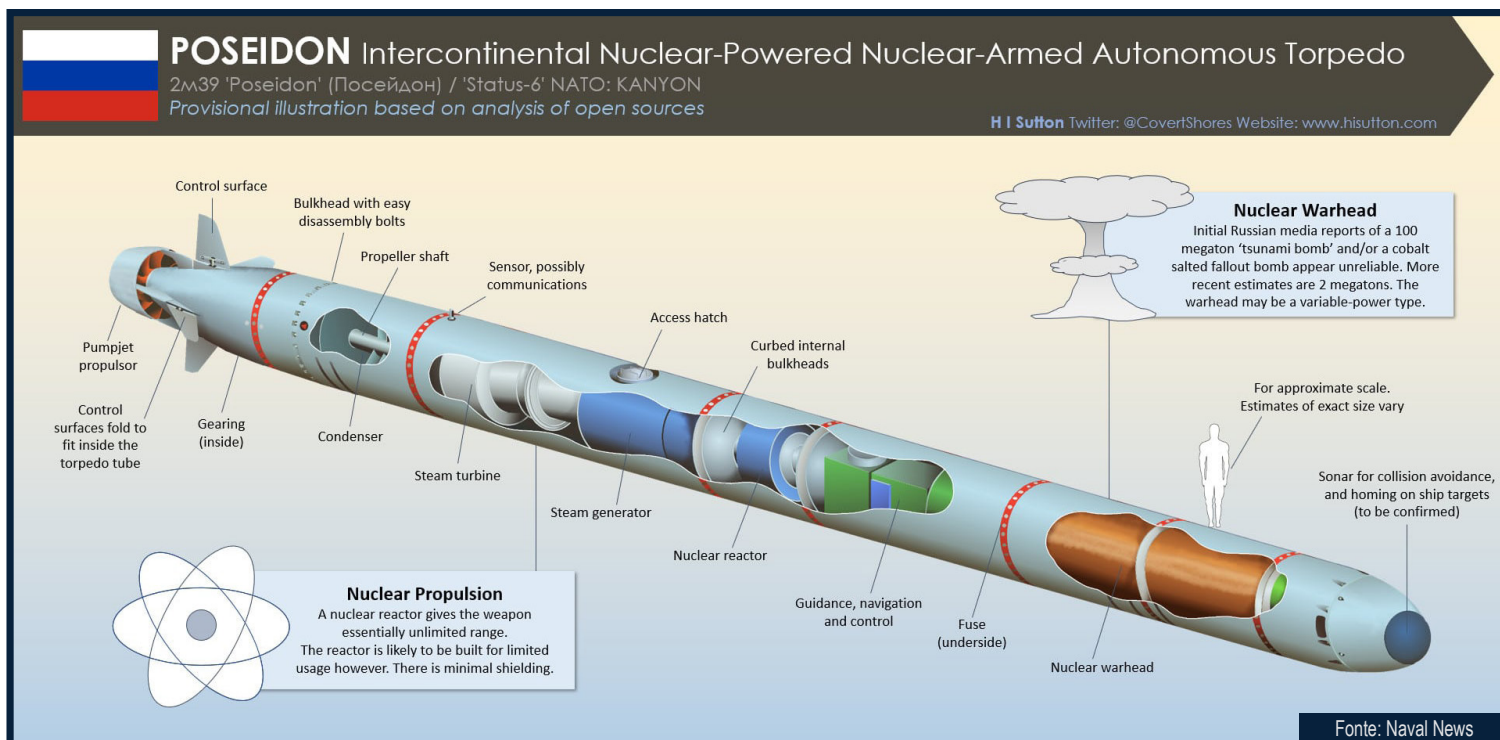 POSEIDON Intercontinental Nuclear-Powered Nuclear-Armed Autonomous Torpedo
2м39 'Poseidon' (Посейдон) / 'Status-6' NATO: KANYON
Provisional illustration based on analysis of open sources
H I Sutton Twitter: @CovertShores Website: www.hisutton.com
Control surface
Bulkhead with easy
disassembly bolts
Propeller shaft
Sensor, possibly
communications
Access hatch
Curbed internal
bulkheads
Nuclear Warhead
Initial Russian media reports of a 100
megaton 'tsunami bomb' and/or a cobalt
salted fallout bomb appear unreliable. More
recent estimates are 2 megatons. The
warhead may be a variable-power type.
For approximate scale.
Estimates of exact size vary
Sonar for collision avoidance,
and homing on ship targets
(to be confirmed)
Pumpjet
propulsor
Control
surfaces fold to
fit inside the
torpedo tube
Gearing
(inside)
Condenser
Steam turbine
Steam generator
Nuclear reactor
Guidance, navigation
and control
Fuse
(underside)
Nuclear warhead
Nuclear Propulsion
A nuclear reactor gives the weapon
essentially unlimited range.
The reactor is likely to be built for limited
usage however. There is minimal shielding.
Fonte: Naval News